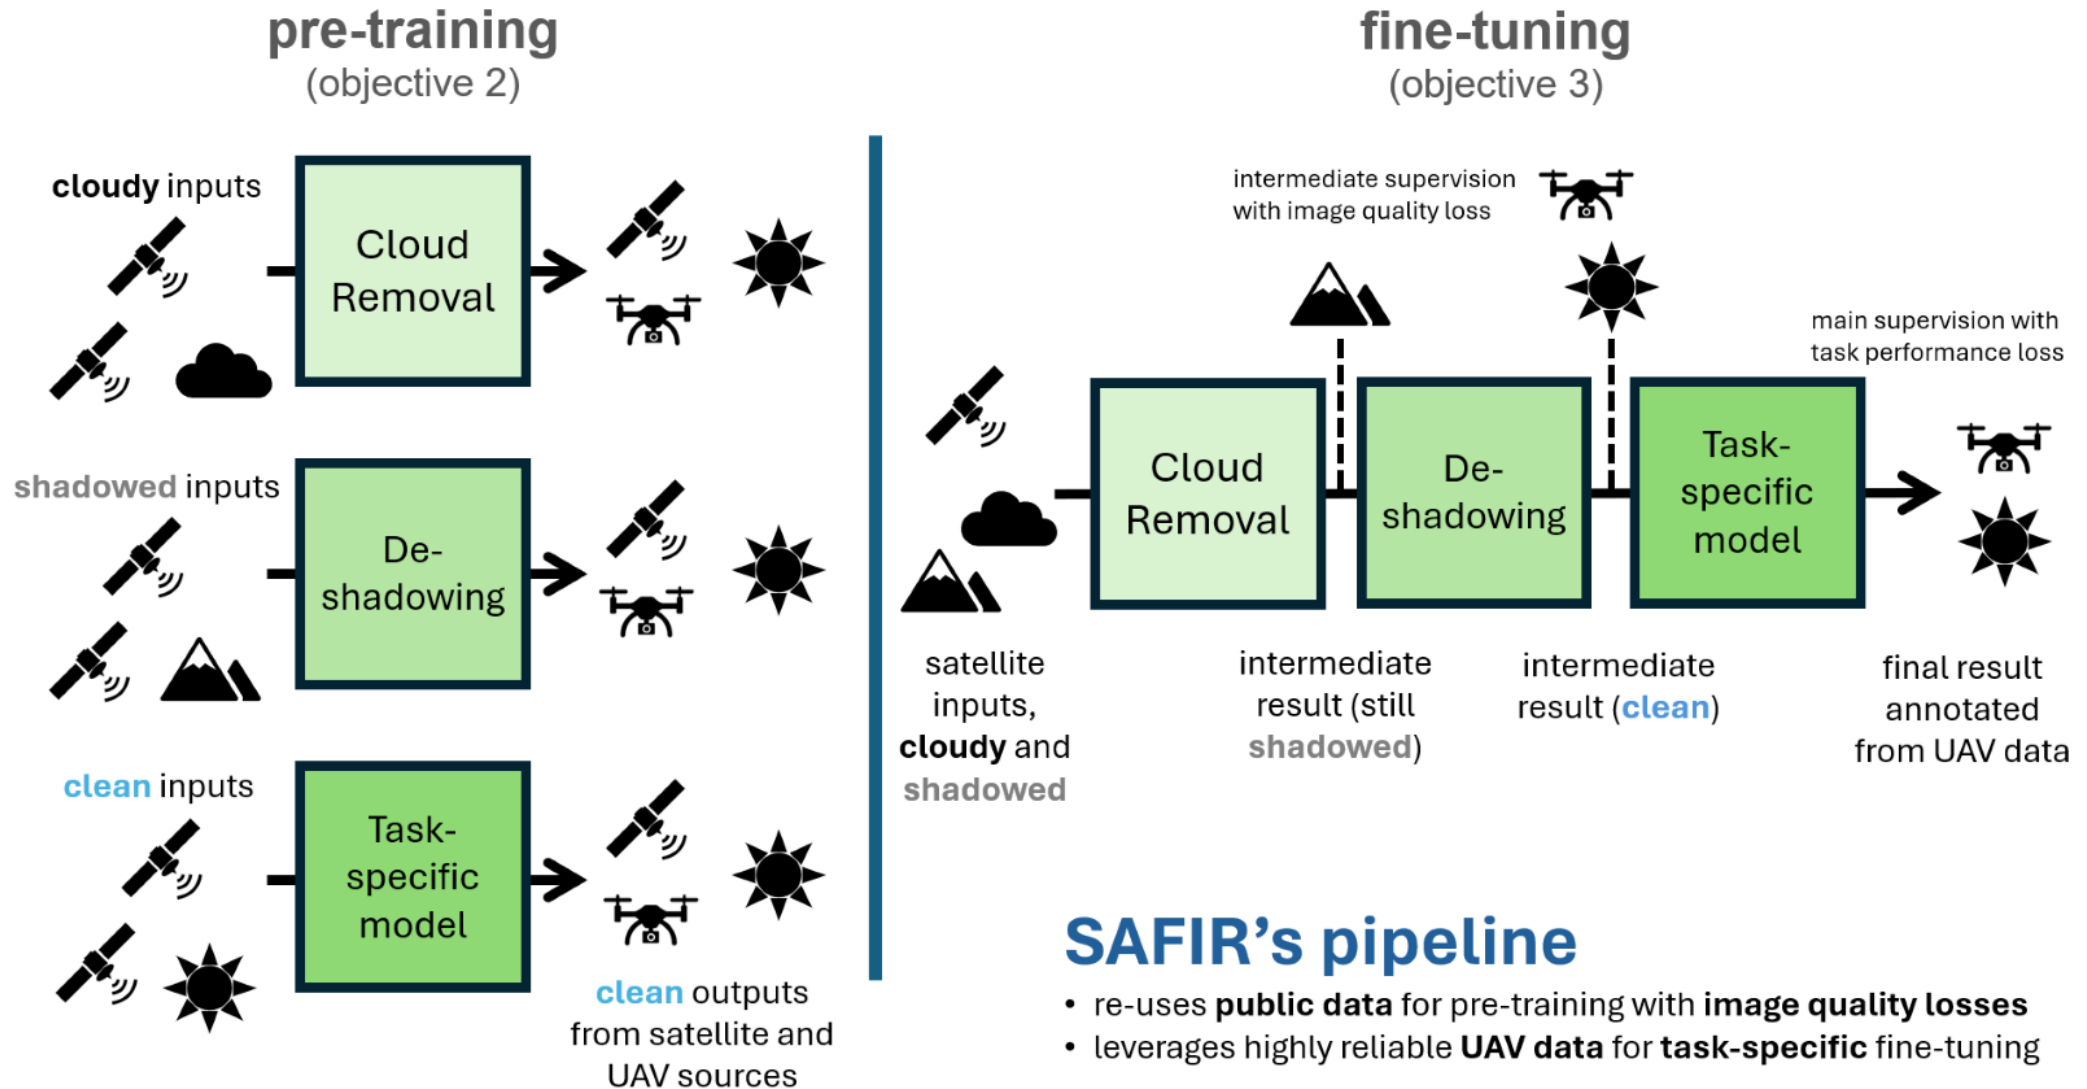 pre-training
(objective 2)
cloudy inputs
Cloud
Removal
shadowed inputs
De-
shadowing
clean inputs
Task-
specific
model
clean outputs
from satellite and
UAV sources
fine-tuning
(objective 3)
intermediate supervision
with image quality loss
main supervision with
task performance loss
Cloud
Removal
De-
shadowing
Task-
specific
model
satellite
inputs,
cloudy and
shadowed
intermediate
result (still
shadowed)
intermediate
result (clean)
final result
annotated
from UAV data
SAFIR's pipeline
• re-uses public data for pre-training with image quality losses
• leverages highly reliable UAV data for task-specific fine-tuning